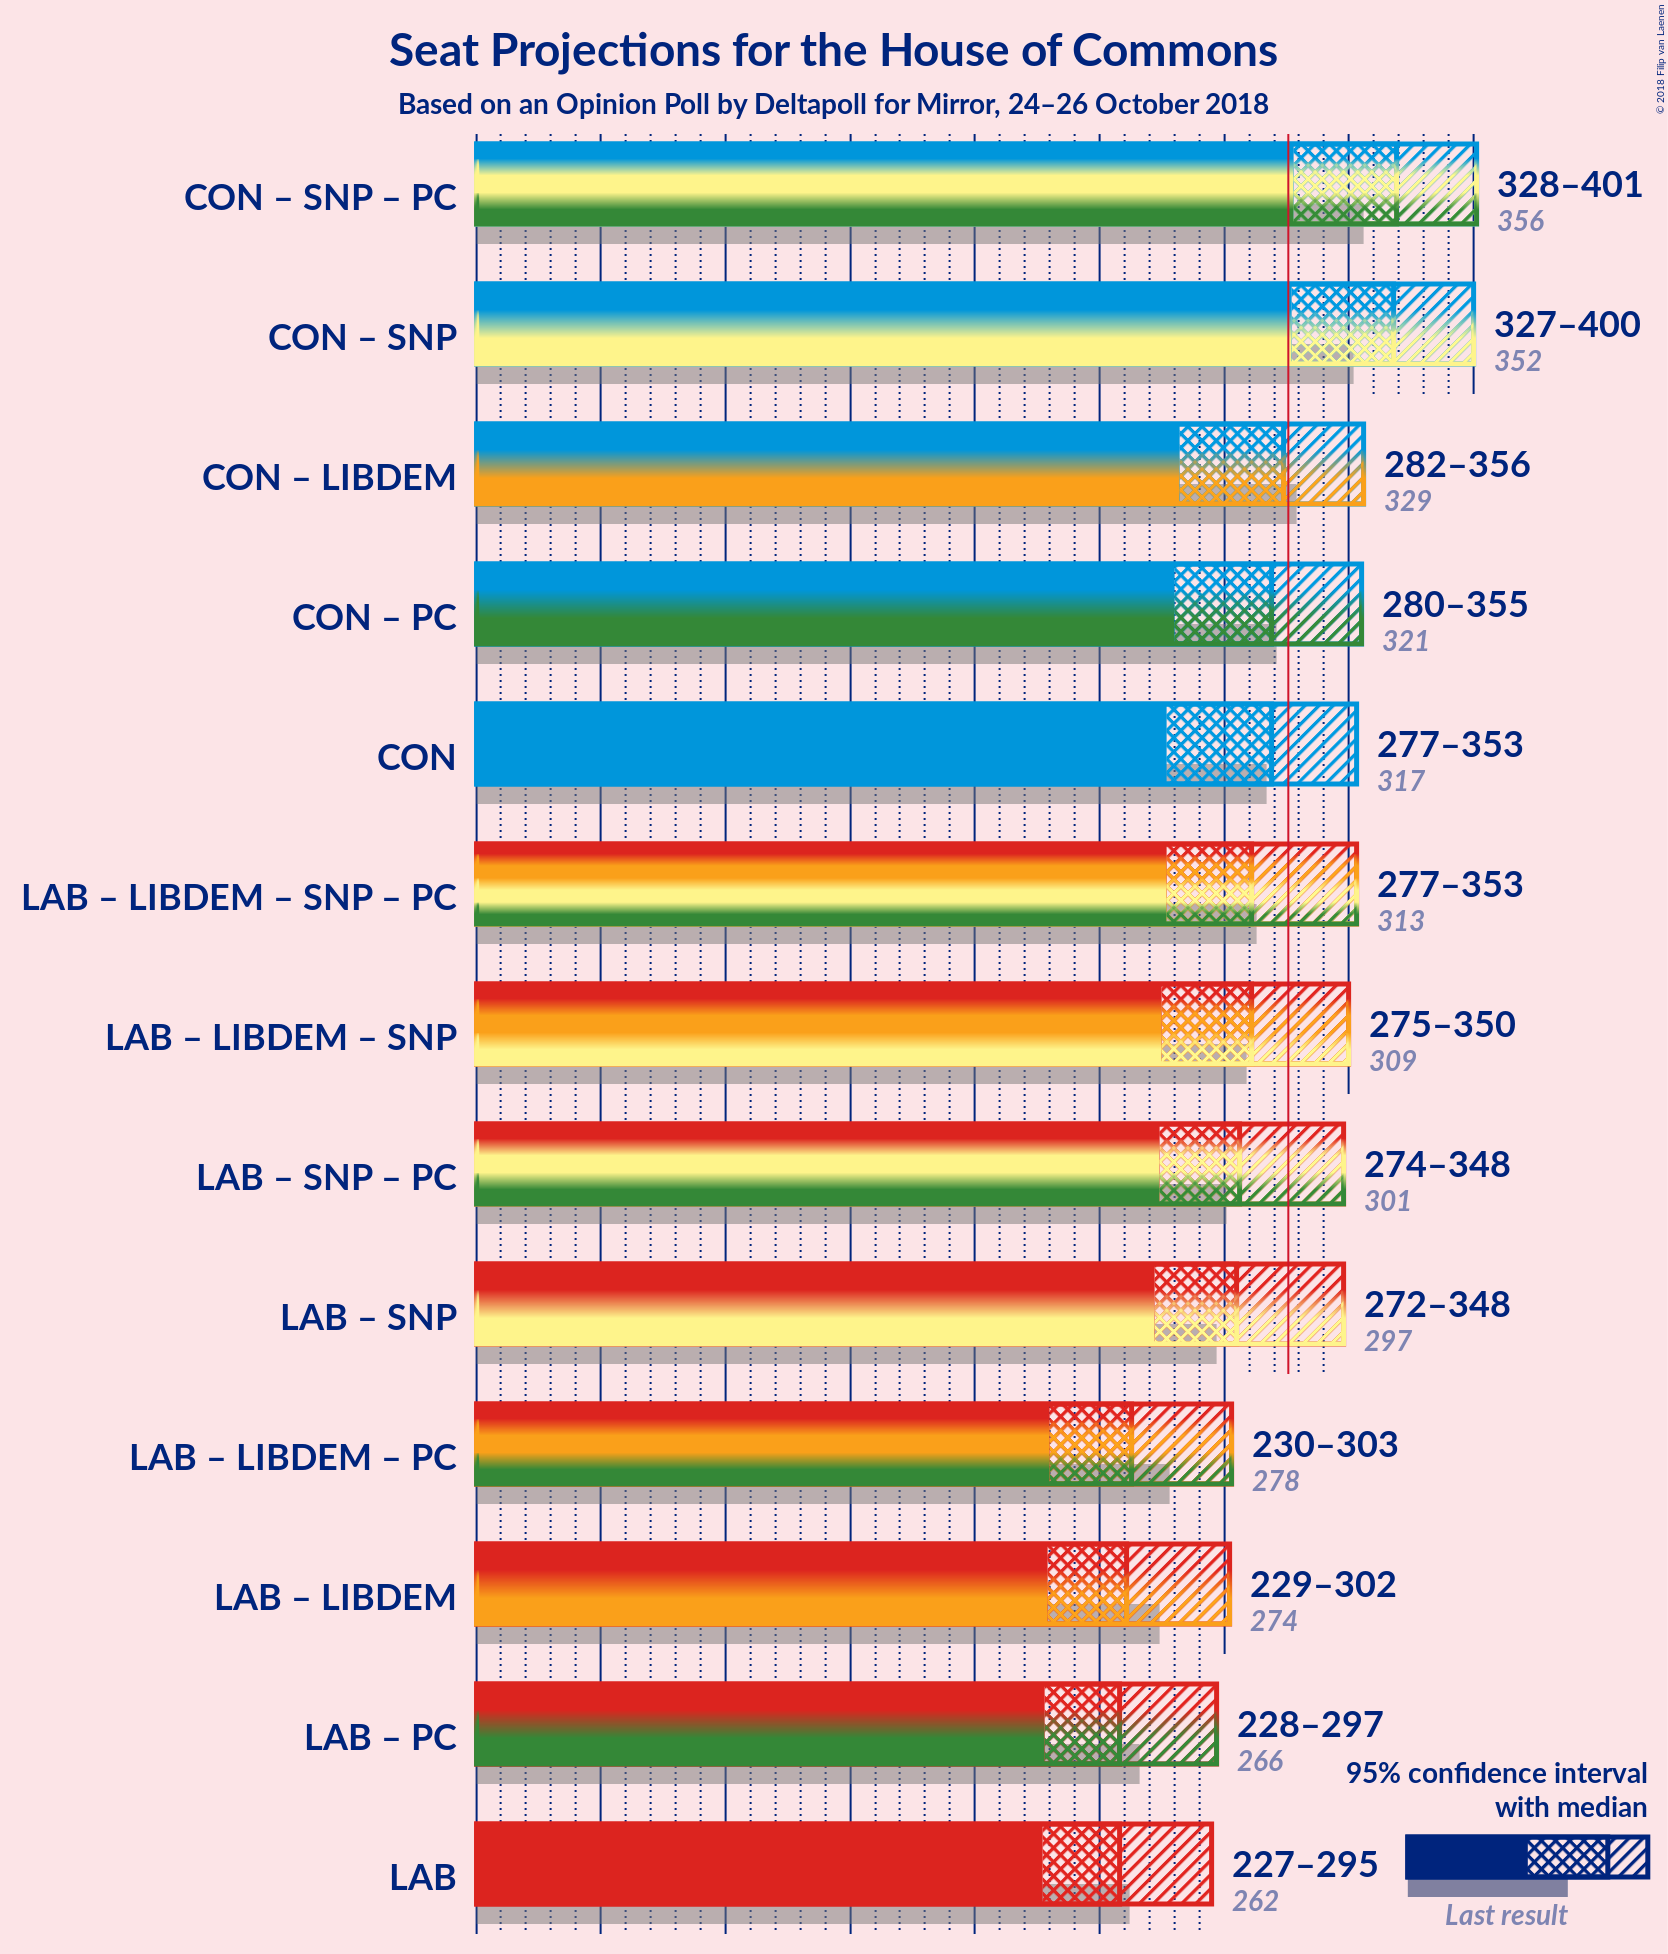 Seat Projections for the House of Commons
Based on an Opinion Poll by Deltapoll for Mirror, 24–26 October 2018
© 2018 Filip van Laenen
CON – SNP – PC
328–401
356
CON – SNP
327–400
352
CON – LIBDEM
282–356
329
CON – PC
280–355
321
CON
277–353
317
LAB – LIBDEM – SNP – PC
277–353
313
LAB – LIBDEM – SNP
275–350
309
LAB – SNP – PC
274–348
301
LAB – SNP
272–348
297
LAB – LIBDEM – PC
230–303
278
LAB – LIBDEM
229–302
274
LAB – PC
228–297
266
LAB
227–295
262
95% confidence interval
with median
Last result